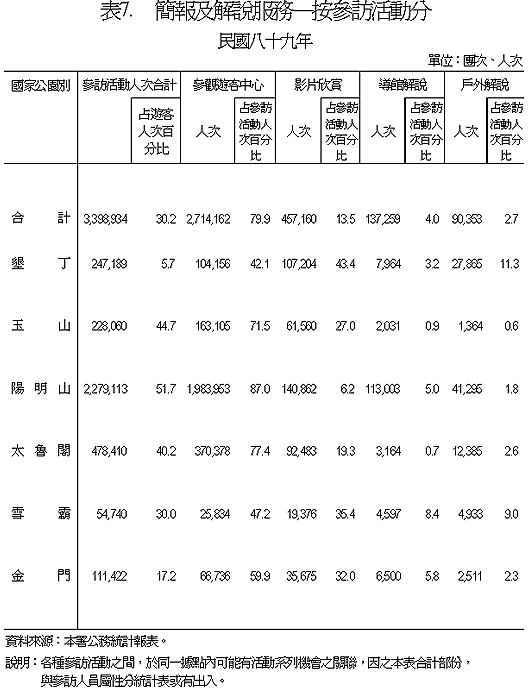 表7. 簡報及解說服務—按參訪活動分
民國八十九年
單位：團次、人次
國家公園別 參訪活動人次合計 參觀遊客中心 影片欣賞 導館解說 戶外解說
占遊客人次百分比 人次 占參訪活動人次百分比 人次 占參訪活動人次百分比 人次 占參訪活動人次百分比 人次 占參訪活動人次百分比
合計 3,398,934 30.2 2,714,162 79.9 457,160 13.5 137,259 4.0 90,353 2.7
墾丁 247,189 5.7 104,156 42.1 107,204 43.4 7,964 3.2 27,865 11.3
玉山 228,060 44.7 163,105 71.5 61,560 27.0 2,031 0.9 1,364 0.6
陽明山 2,279,113 51.7 1,983,953 87.0 140,862 6.2 113,003 5.0 41,295 1.8
太魯閣 478,410 40.2 370,378 77.4 92,483 19.3 3,164 0.7 12,385 2.6
雪霸 54,740 30.0 25,834 47.2 19,376 35.4 4,597 8.4 4,933 9.0
金門 111,422 17.2 66,736 59.9 35,675 32.0 6,500 5.8 2,511 2.3
資料來源：本署公務統計報表。
說明：各種參訪活動之間，於同一據點內可能有活動系列機會之關聯，因之本表合計部份，
與參訪人員屬性分統計表或有出入。